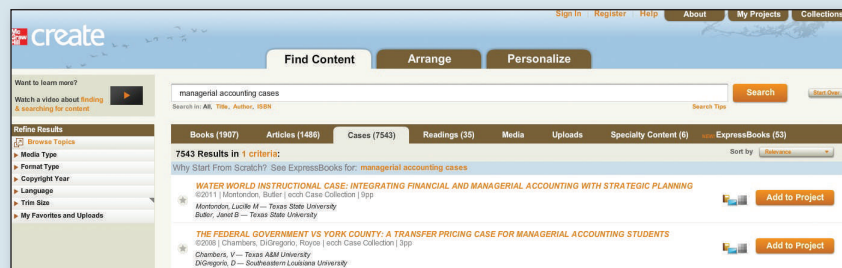 Sign In Register Help About My Projects Collections
Mc Graw Hill create
Find Content Arrange Personalize
Want to learn more?
Watch a video about finding
& searching for content
managerial accounting cases Search Start Over
Search in: All, Title, Author, ISBN Search Tips
Refine Results
Browse Topics
Media Type
Format Type
Copyright Year
Language
Trim Size
My Favorites and Uploads
Books (1907) Articles (1486) Cases (7543) Readings (35) Media Uploads Specialty Content (6) NEW ExpressBooks (53)
7543 Results in 1 criteria: Sort by Relevance
Why Start From Scratch? See ExpressBooks for: managerial accounting cases
WATER WORLD INSTRUCTIONAL CASE: INTEGRATING FINANCIAL AND MANAGERIAL ACCOUNTING WITH STRATEGIC PLANNING
©2011 | Montondon, Butler | ecch Case Collection | 9pp
Montondon, Lucille M — Texas State University
Butler, Janet B — Texas State University
Add to Project
THE FEDERAL GOVERNMENT VS YORK COUNTY: A TRANSFER PRICING CASE FOR MANAGERIAL ACCOUNTING STUDENTS
©2008 | Chambers, DiGregorio, Royce | ecch Case Collection | 3pp
Chambers, V — Texas A&M University
DiGregorio, D — Southeastern Louisiana University
Add to Project